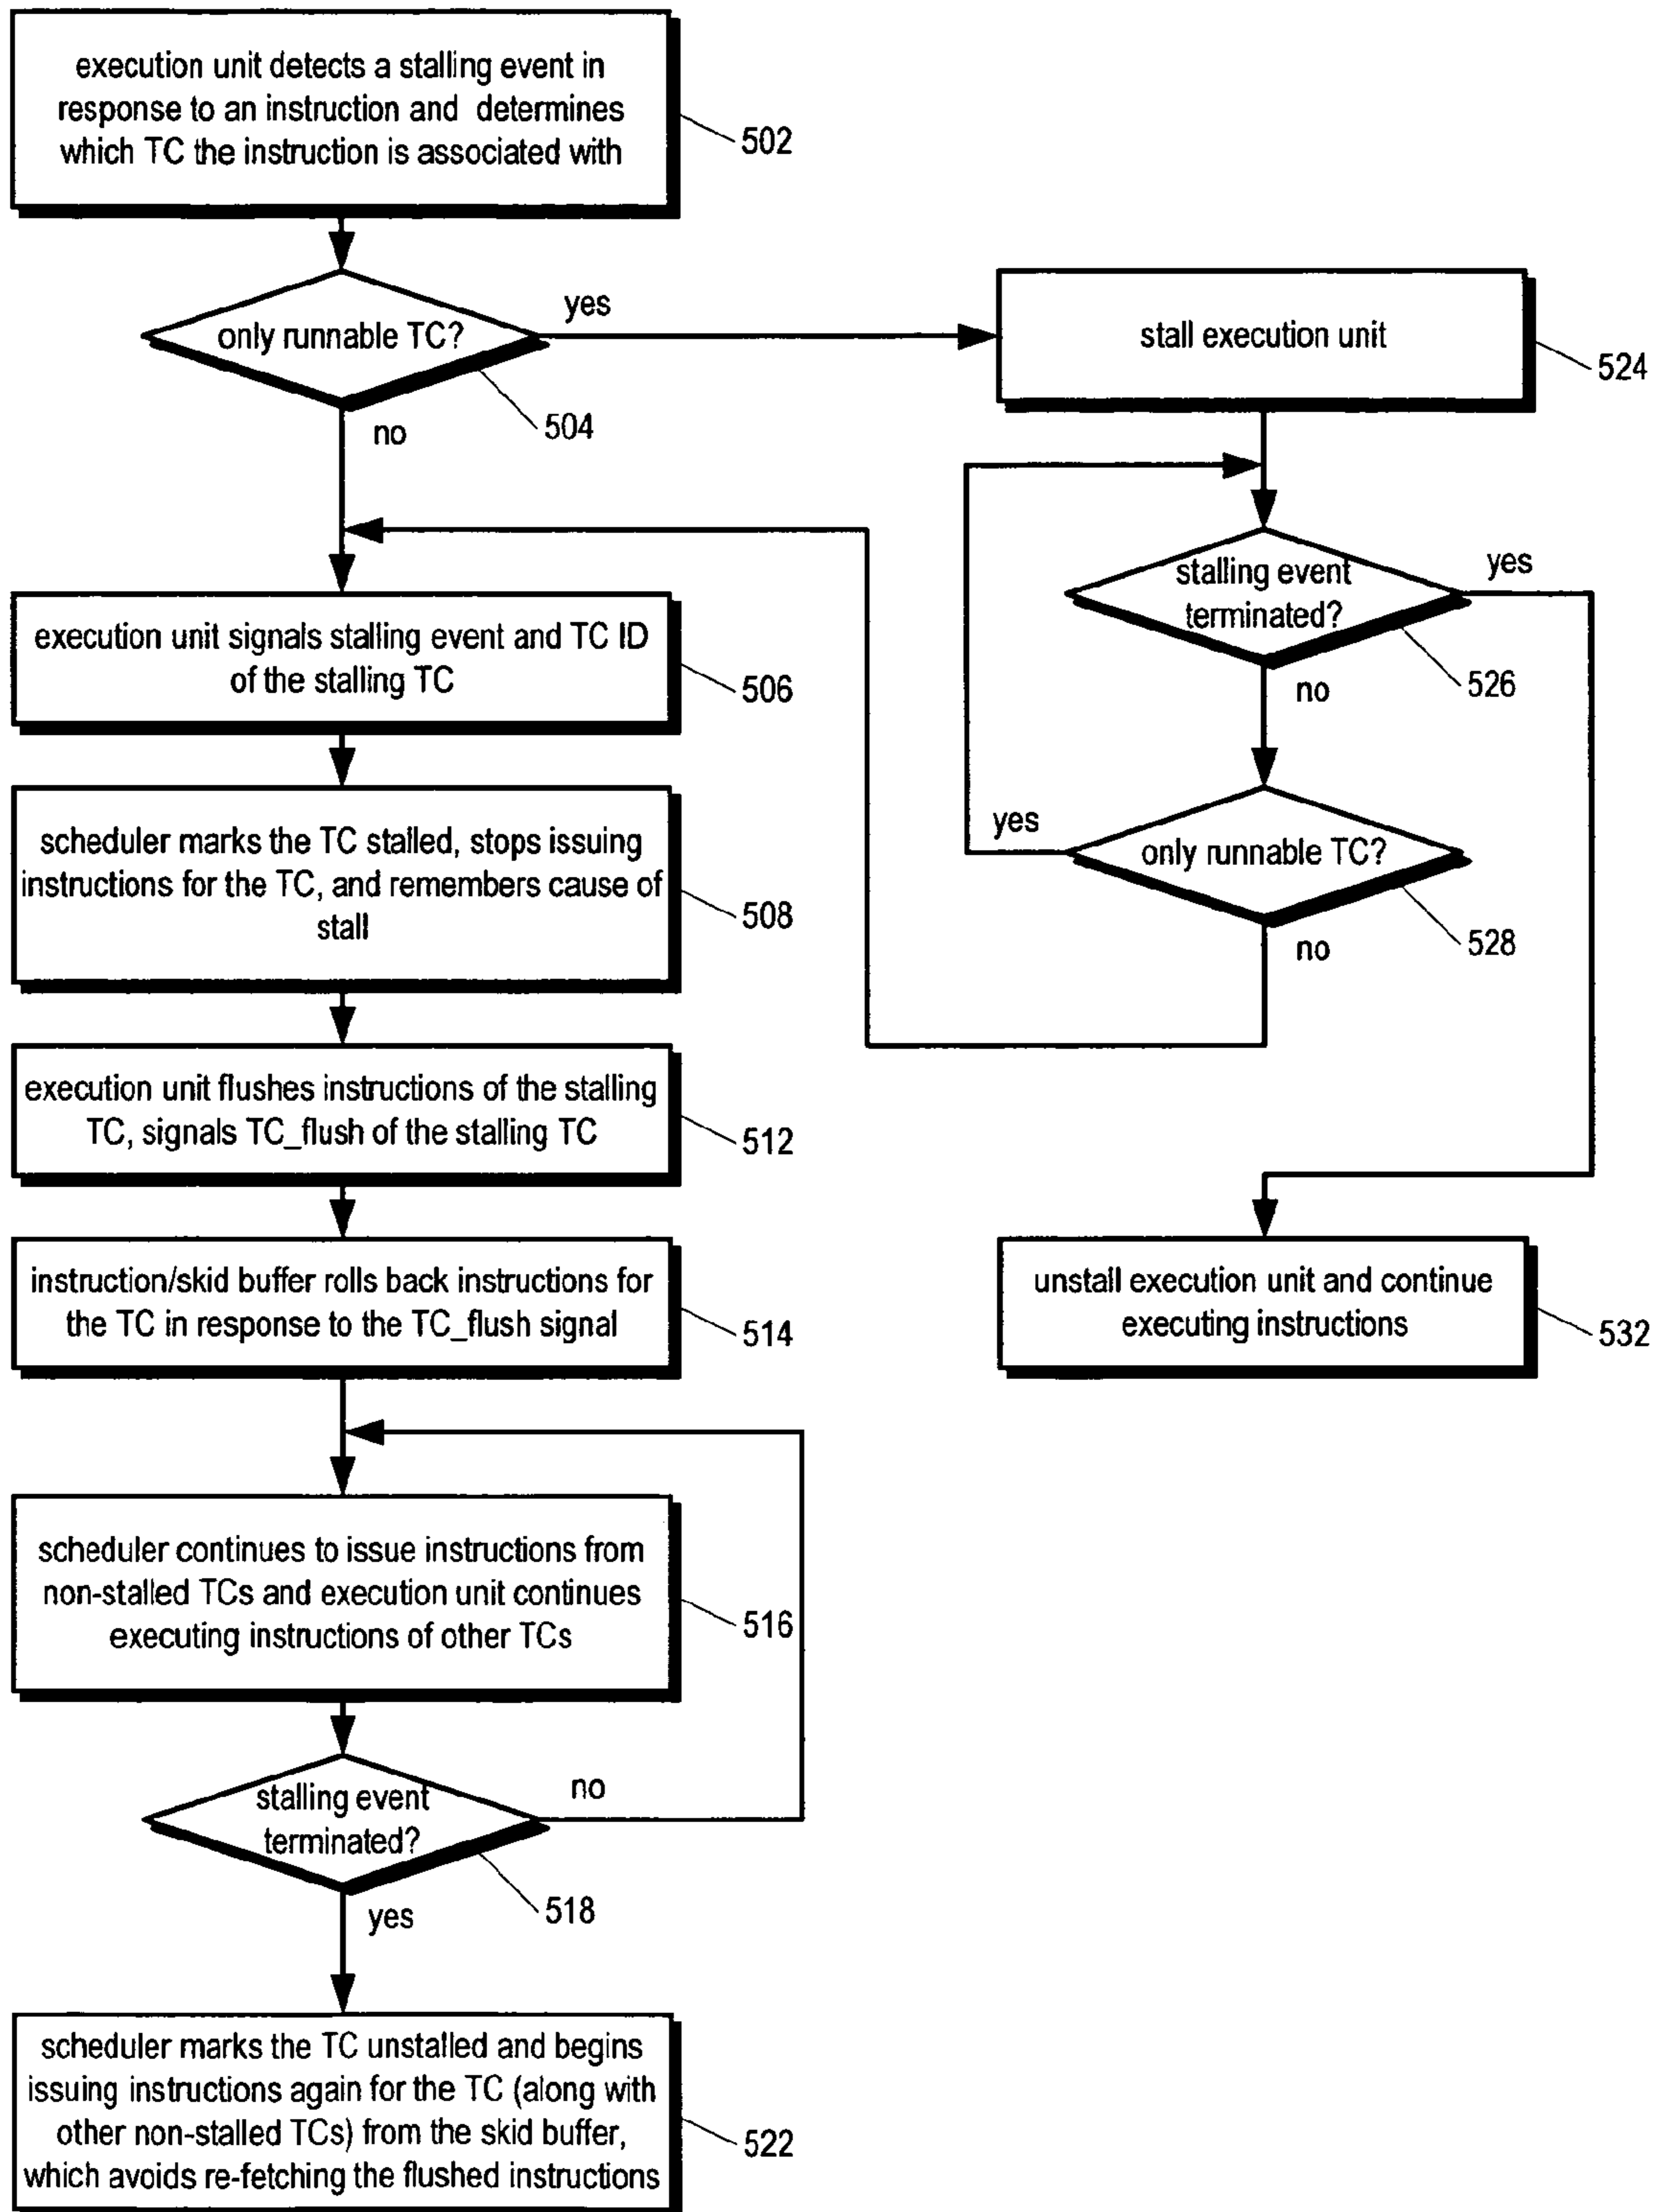 execution unit detects a stalling event in
response to an instruction and determines
which TC the instruction is associated with
502
only runnable TC?
yes
504
no
stall execution unit
524
execution unit signals stalling event and TC ID
of the stalling TC
506
stalling event
terminated?
yes
526
no
scheduler marks the TC stalled, stops issuing
instructions for the TC, and remembers cause of
stall
508
only runnable TC?
yes
528
no
execution unit flushes instructions of the stalling
TC, signals TC_flush of the stalling TC
512
instruction/skid buffer rolls back instructions for
the TC in response to the TC_flush signal
514
unstall execution unit and continue
executing instructions
532
scheduler continues to issue instructions from
non-stalled TCs and execution unit continues
executing instructions of other TCs
516
stalling event
terminated?
no
518
yes
scheduler marks the TC unstalled and begins
issuing instructions again for the TC (along with
other non-stalled TCs) from the skid buffer,
which avoids re-fetching the flushed instructions
522